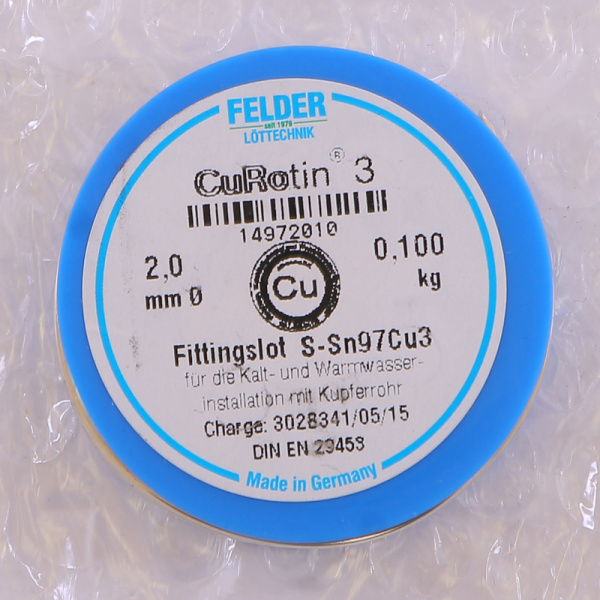 FELDER
seit 1979
LÖTTECHNIK
CuRotin® 3
14972010
2,0
mm Ø
0,100
kg
Cu
Fittingslot S-Sn97Cu3
für die Kalt- und Warmwasser-
installation mit Kupferrohr
Charge: 3028341/05/15
DIN EN 29453
Made in Germany